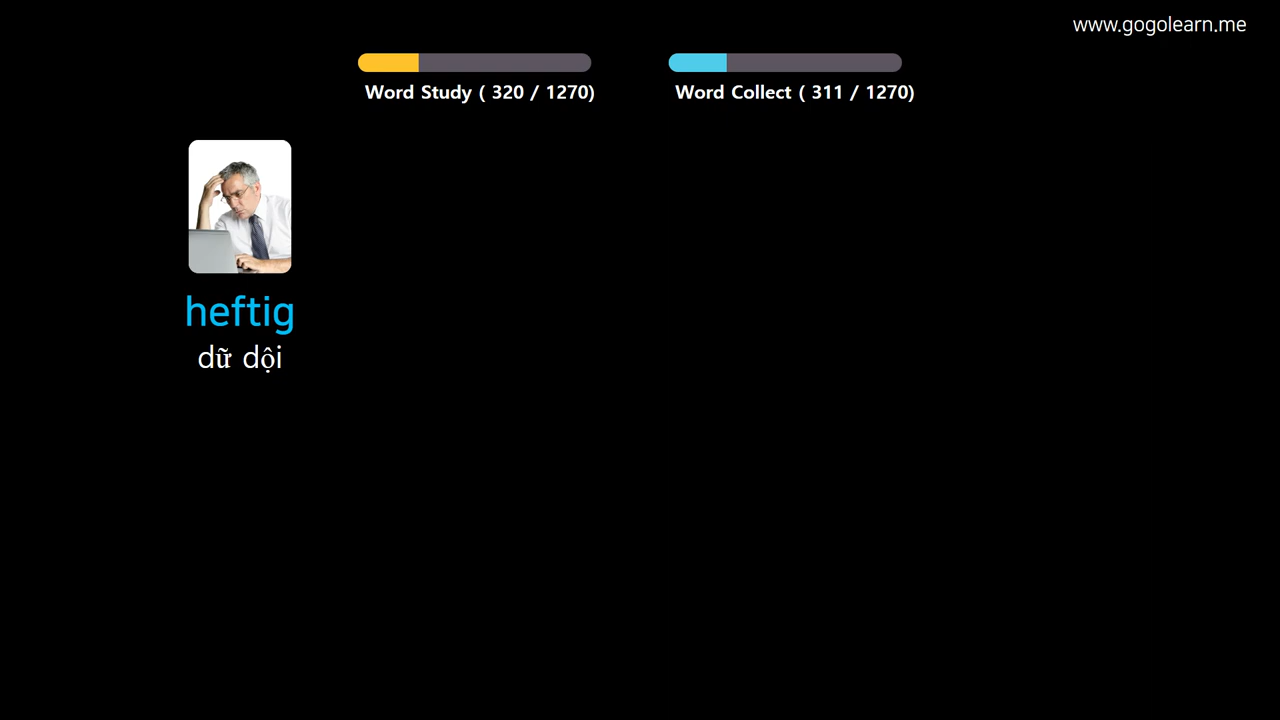 www.gogolearn.me
Word Study ( 320 / 1270)
Word Collect ( 311 / 1270)
heftig
dữ dội